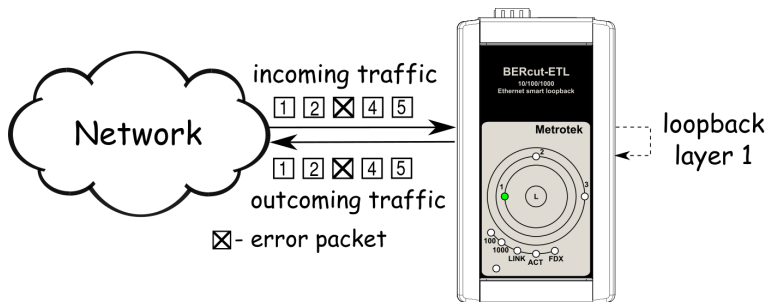 incoming traffic
1 2 4 5
Network
1 2 4 5
outcoming traffic
- error packet
BERcut-ETL
10/100/1000
Ethernet smart loopback
Metrotek
2
1
3
L
100
1000
LINK
ACT
FDX
loopback
layer 1